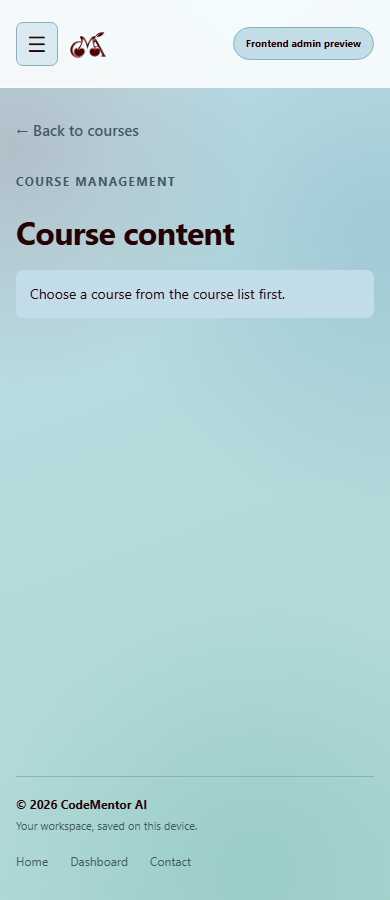 Frontend admin preview
← Back to courses
COURSE MANAGEMENT
Course content
Choose a course from the course list first.
© 2026 CodeMentor AI
Your workspace, saved on this device.
Home Dashboard Contact